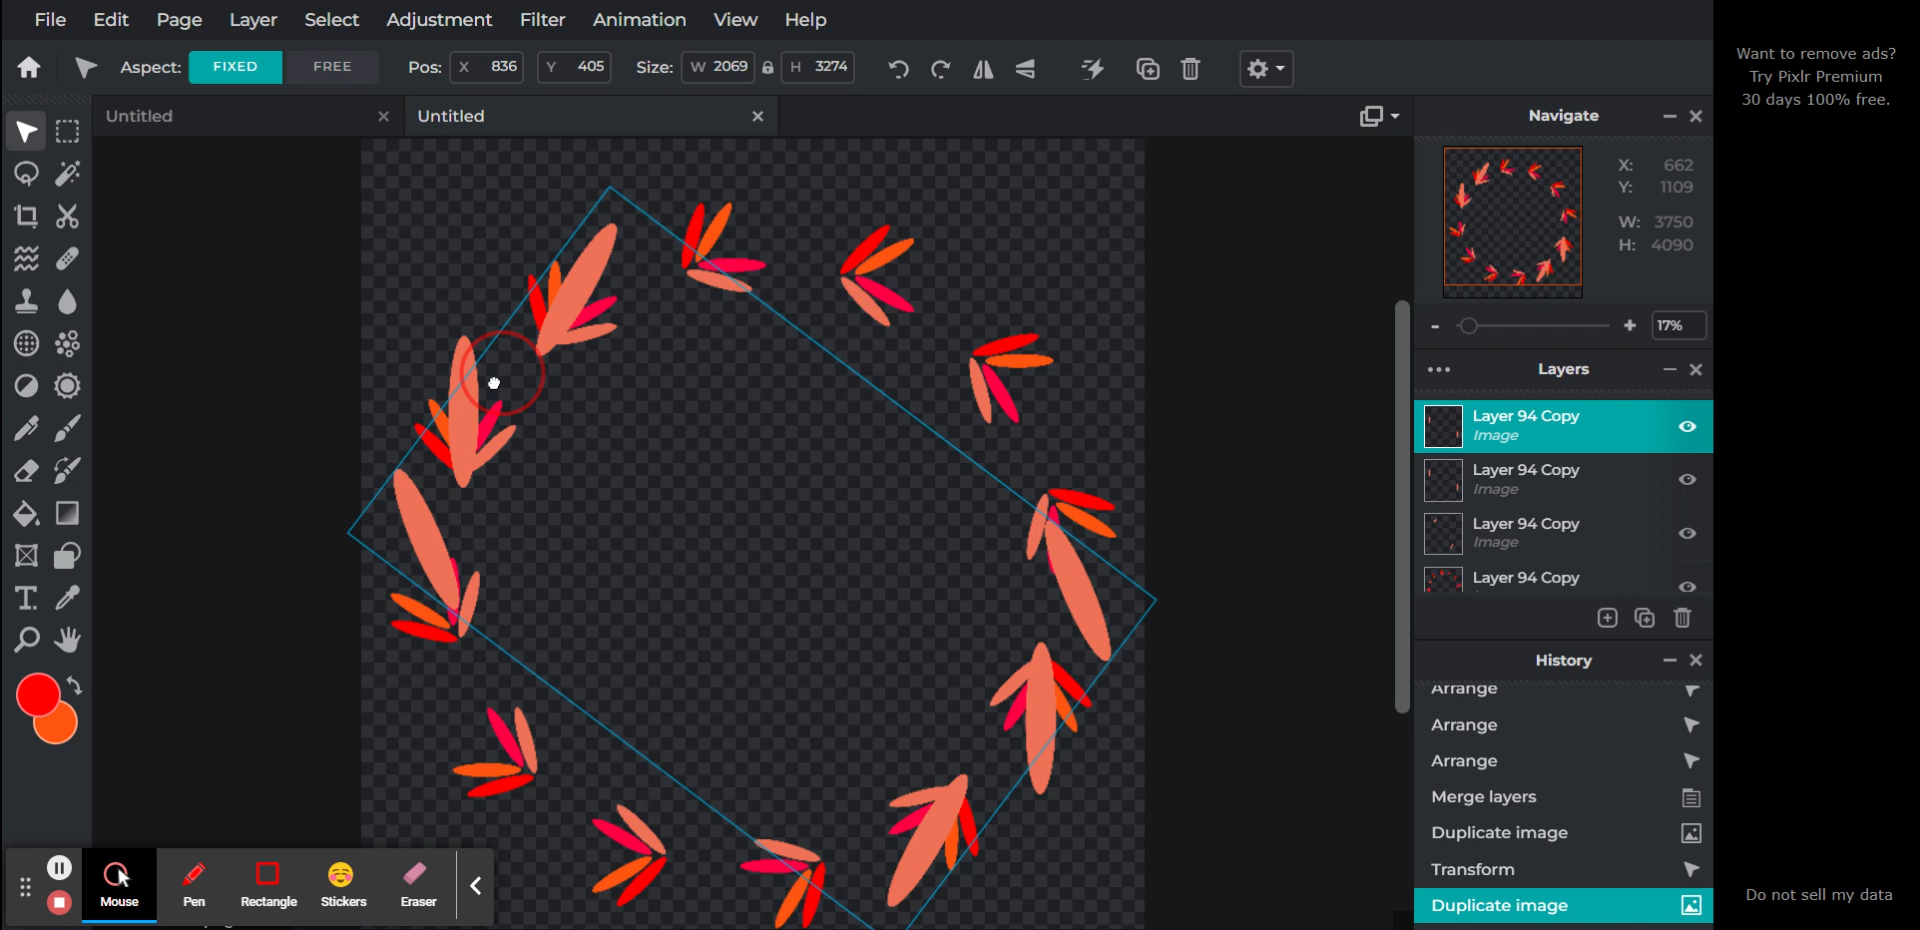 File Edit Page Layer Select Adjustment Filter Animation View Help
Aspect: FIXED FREE Pos: X 836 Y 405 Size: W 2069 H 3274
Untitled Untitled
Navigate
X: 662
Y: 1109
W: 3750
H: 4090
- + 17%
Layers
Layer 94 Copy
Image
Layer 94 Copy
Image
Layer 94 Copy
Image
Layer 94 Copy
History
Arrange
Arrange
Arrange
Merge layers
Duplicate image
Transform
Duplicate image
Want to remove ads?
Try Pixlr Premium
30 days 100% free.
Do not sell my data
Mouse Pen Rectangle Stickers Eraser